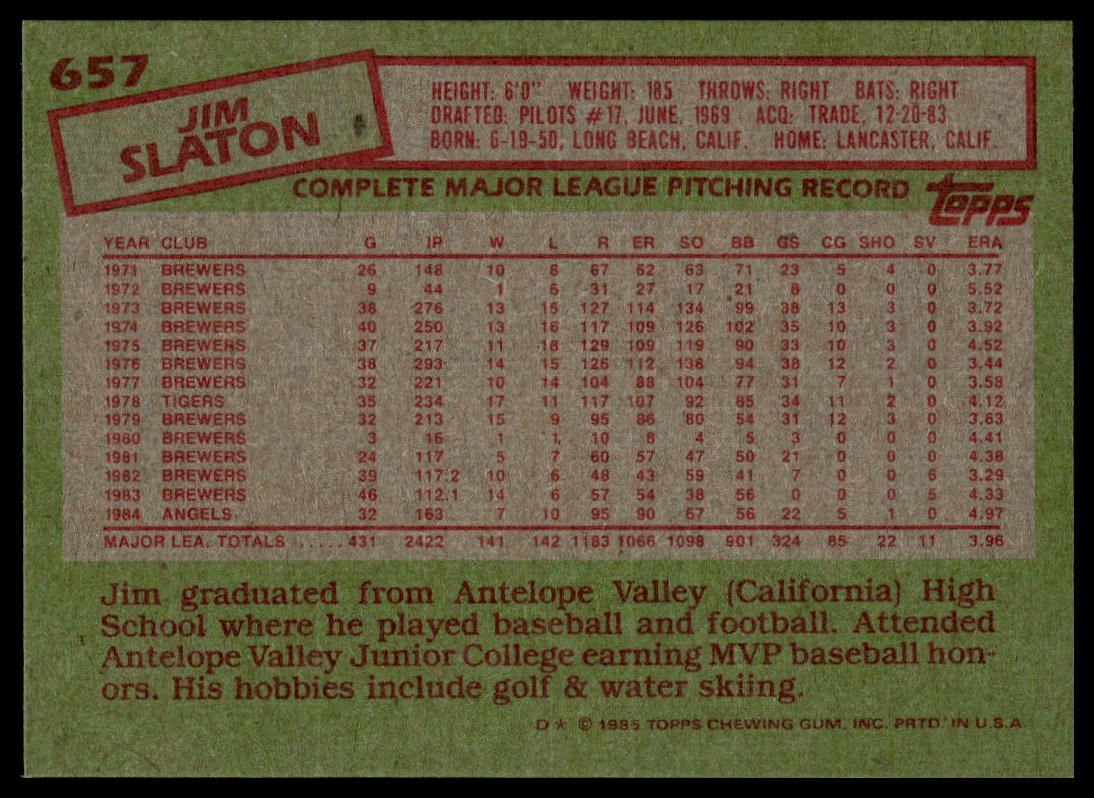 657
JIM
SLATON
HEIGHT: 6'0" WEIGHT: 185 THROWS: RIGHT BATS: RIGHT
DRAFTED: PILOTS #17, JUNE, 1969 ACQ: TRADE, 12-20-83
BORN: 6-19-50, LONG BEACH, CALIF. HOME: LANCASTER, CALIF.
COMPLETE MAJOR LEAGUE PITCHING RECORD topps
YEAR CLUB G IP W L R ER SO BB GS CG SHO SV ERA
1971 BREWERS 26 148 10 8 67 62 63 71 23 5 4 0 3.77
1972 BREWERS 9 44 1 6 31 27 17 21 8 0 0 0 5.52
1973 BREWERS 38 276 13 15 127 114 134 99 38 13 3 0 3.72
1974 BREWERS 40 250 13 16 117 109 126 102 35 10 3 0 3.92
1975 BREWERS 37 217 11 18 129 109 119 90 33 10 3 0 4.52
1976 BREWERS 38 293 14 15 126 112 138 94 38 12 2 0 3.44
1977 BREWERS 32 221 10 14 104 88 104 77 31 7 1 0 3.58
1978 TIGERS 35 234 17 11 117 107 92 85 34 11 2 0 4.12
1979 BREWERS 32 213 15 9 95 86 80 54 31 12 3 0 3.63
1980 BREWERS 3 16 1 1 10 8 4 5 3 0 0 0 4.41
1981 BREWERS 24 117 5 7 60 57 47 50 21 0 0 0 4.38
1982 BREWERS 39 117.2 10 6 48 43 59 41 7 0 0 6 3.29
1983 BREWERS 46 112.1 14 6 57 54 38 56 0 0 0 5 4.33
1984 ANGELS 32 163 7 10 95 90 67 56 22 5 1 0 4.97
MAJOR LEA. TOTALS ..... 431 2422 141 142 1183 1066 1098 901 324 85 22 11 3.96
Jim graduated from Antelope Valley (California) High
School where he played baseball and football. Attended
Antelope Valley Junior College earning MVP baseball hon-
ors. His hobbies include golf & water skiing.
D* © 1985 TOPPS CHEWING GUM, INC. PRTD. IN U.S.A.